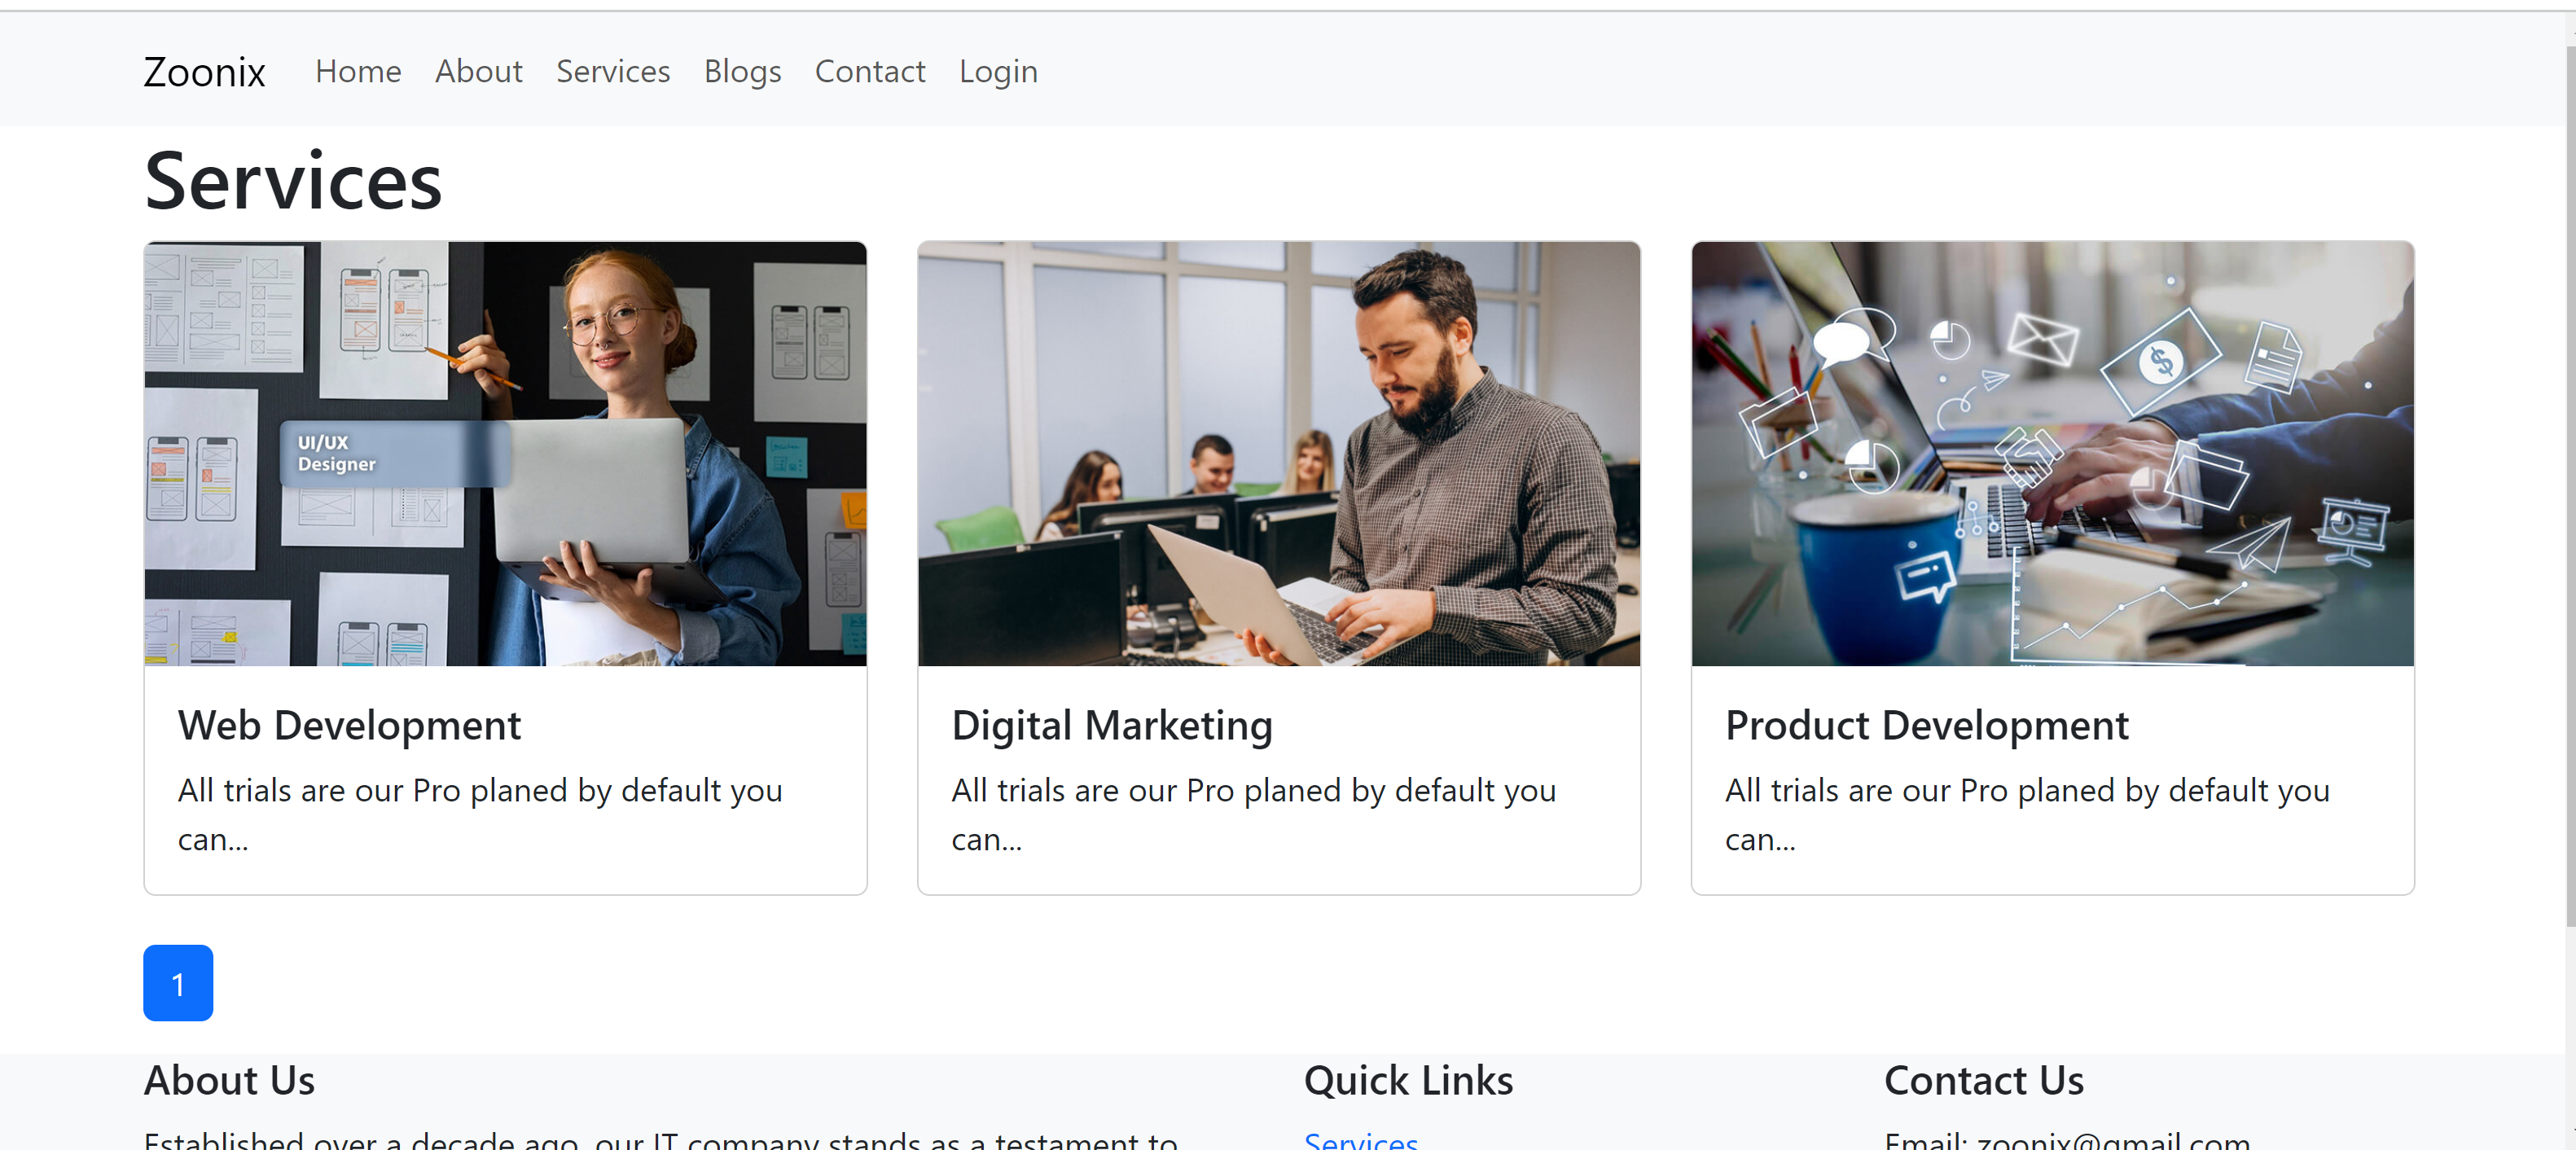 Zoonix Home About Services Blogs Contact Login
Services
UI/UX
Designer
Web Development
All trials are our Pro planed by default you
can...
Digital Marketing
All trials are our Pro planed by default you
can...
Product Development
All trials are our Pro planed by default you
can...
1
About Us
Established over a decade ago, our IT company stands as a testament to
Quick Links
Services
Contact Us
Email: zoonix@gmail.com